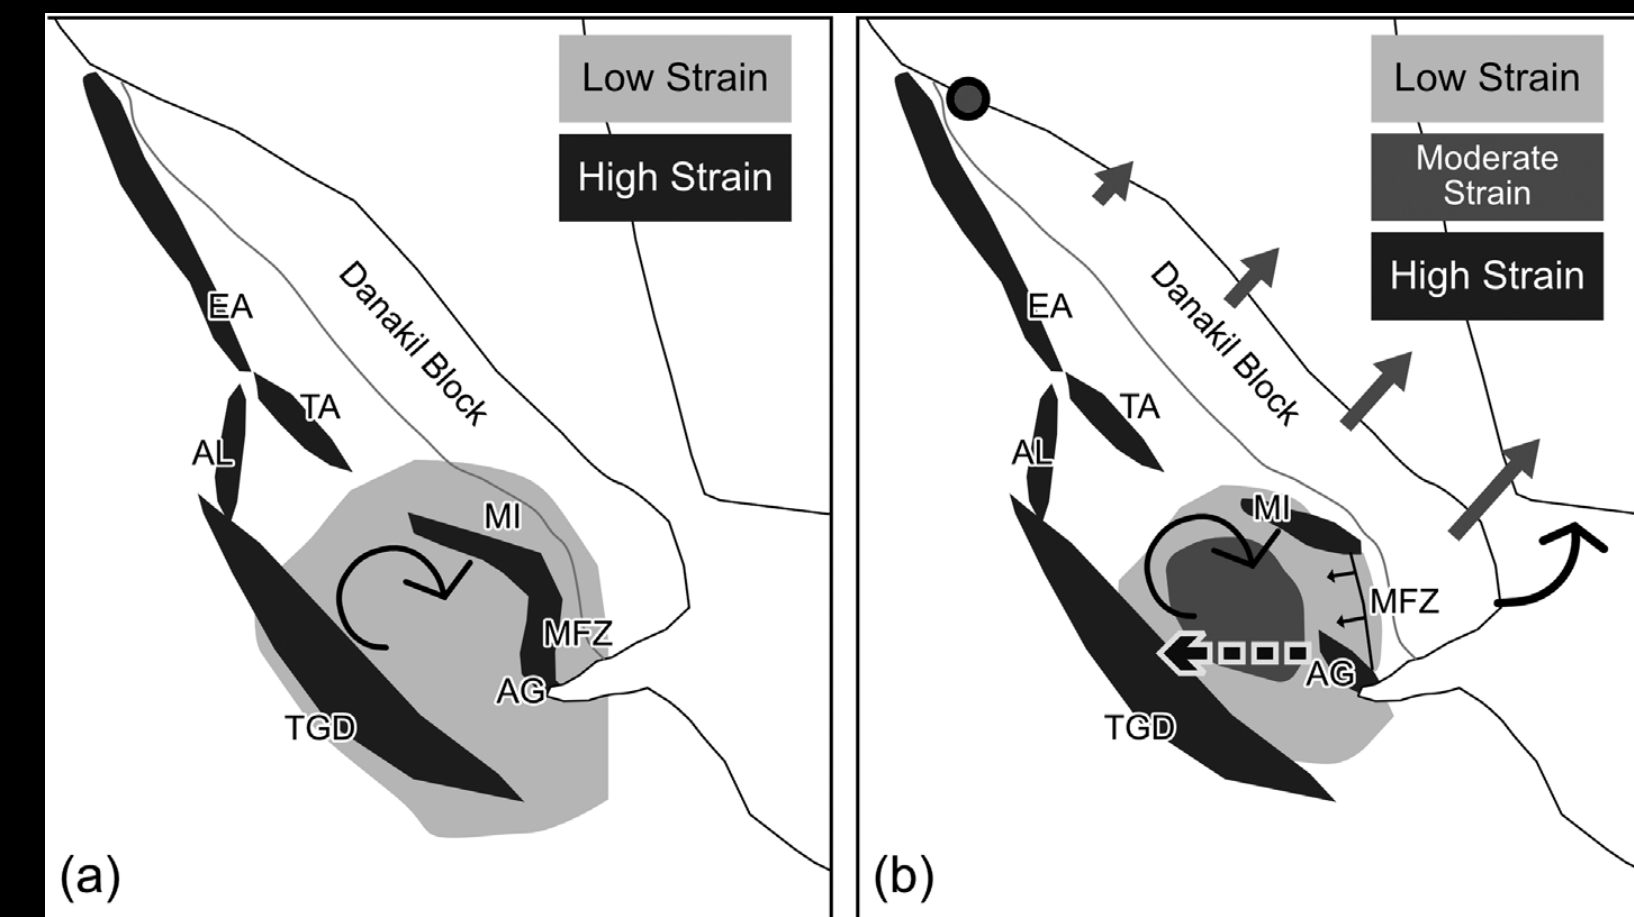 Low Strain
High Strain
EA
Danakil Block
TA
AL
MI
MFZ
AG
TGD
(a)
Low Strain
Moderate
Strain
High Strain
EA
Danakil Block
TA
AL
MI
MFZ
AG
TGD
(b)